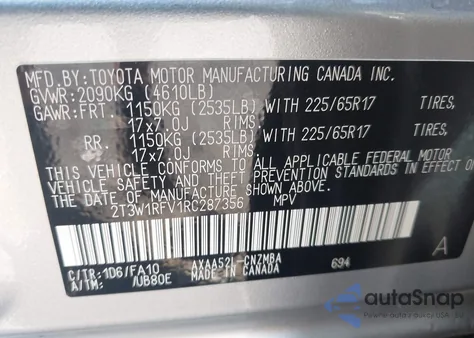 MFD.BY:TOYOTA MOTOR MANUFACTURING CANADA INC.
GVWR:2090KG (4610LB)
GAWR:FRT. 1150KG (2535LB) WITH 225/65R17 TIRES,
17x7.0J RIMS
RR. 1150KG (2535LB) WITH 225/65R17 TIRES,
17x7.0J RIMS
THIS VEHICLE CONFORMS TO ALL APPLICABLE FEDERAL MOTOR
VEHICLE SAFETY AND THEFT PREVENTION STANDARDS IN EFFECT ON
THE DATE OF MANUFACTURE SHOWN ABOVE.
2T3W1RFV1RC287356 MPV
C/TR:1D6/FA10 AXAA52L-CNZMBA 694
A/TM: /UB80E MADE IN CANADA
A
autoSnap